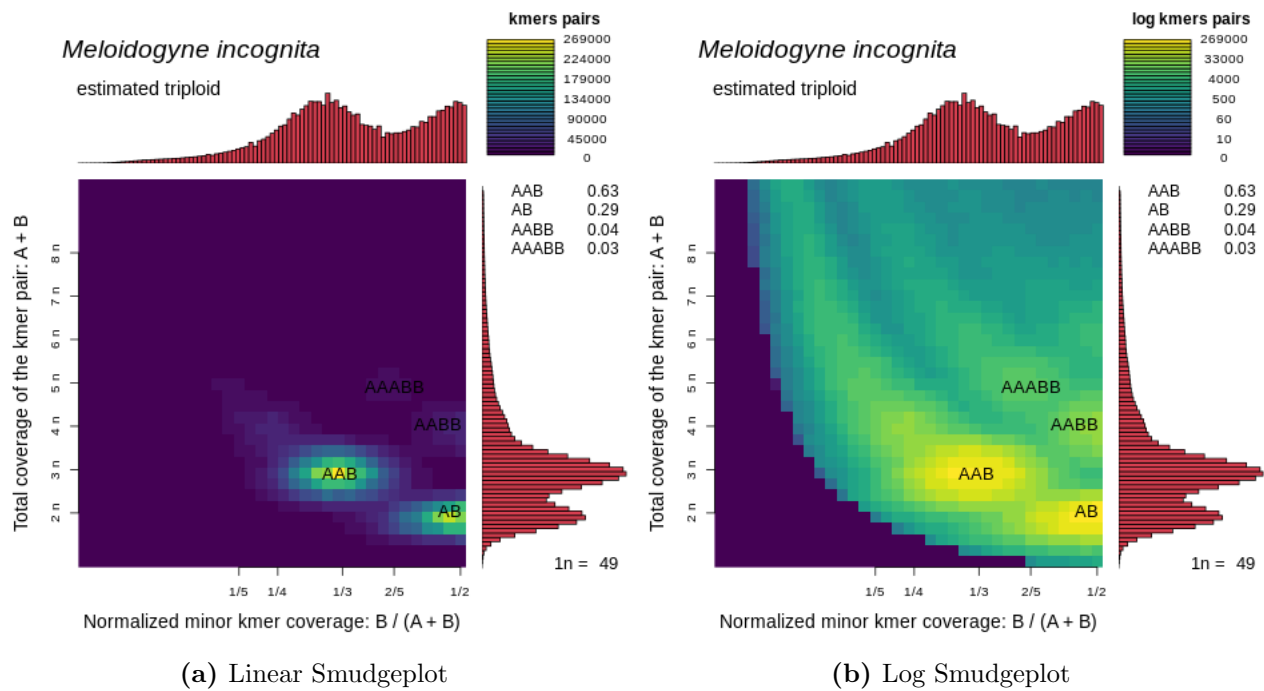 kmers pairs
Meloidogyne incognita
estimated triploid
269000
224000
179000
134000
90000
45000
0
AAB 0.63
AB 0.29
AABB 0.04
AAABB 0.03
Total coverage of the kmer pair: A + B
8 n
7 n
6 n
5 n
4 n
3 n
2 n
AAABB
AABB
AAB
AB
1n = 49
1/5 1/4 1/3 2/5 1/2
Normalized minor kmer coverage: B / (A + B)
(a) Linear Smudgeplot
log kmers pairs
Meloidogyne incognita
estimated triploid
269000
33000
4000
500
60
10
0
AAB 0.63
AB 0.29
AABB 0.04
AAABB 0.03
Total coverage of the kmer pair: A + B
8 n
7 n
6 n
5 n
4 n
3 n
2 n
AAABB
AABB
AAB
AB
1n = 49
1/5 1/4 1/3 2/5 1/2
Normalized minor kmer coverage: B / (A + B)
(b) Log Smudgeplot